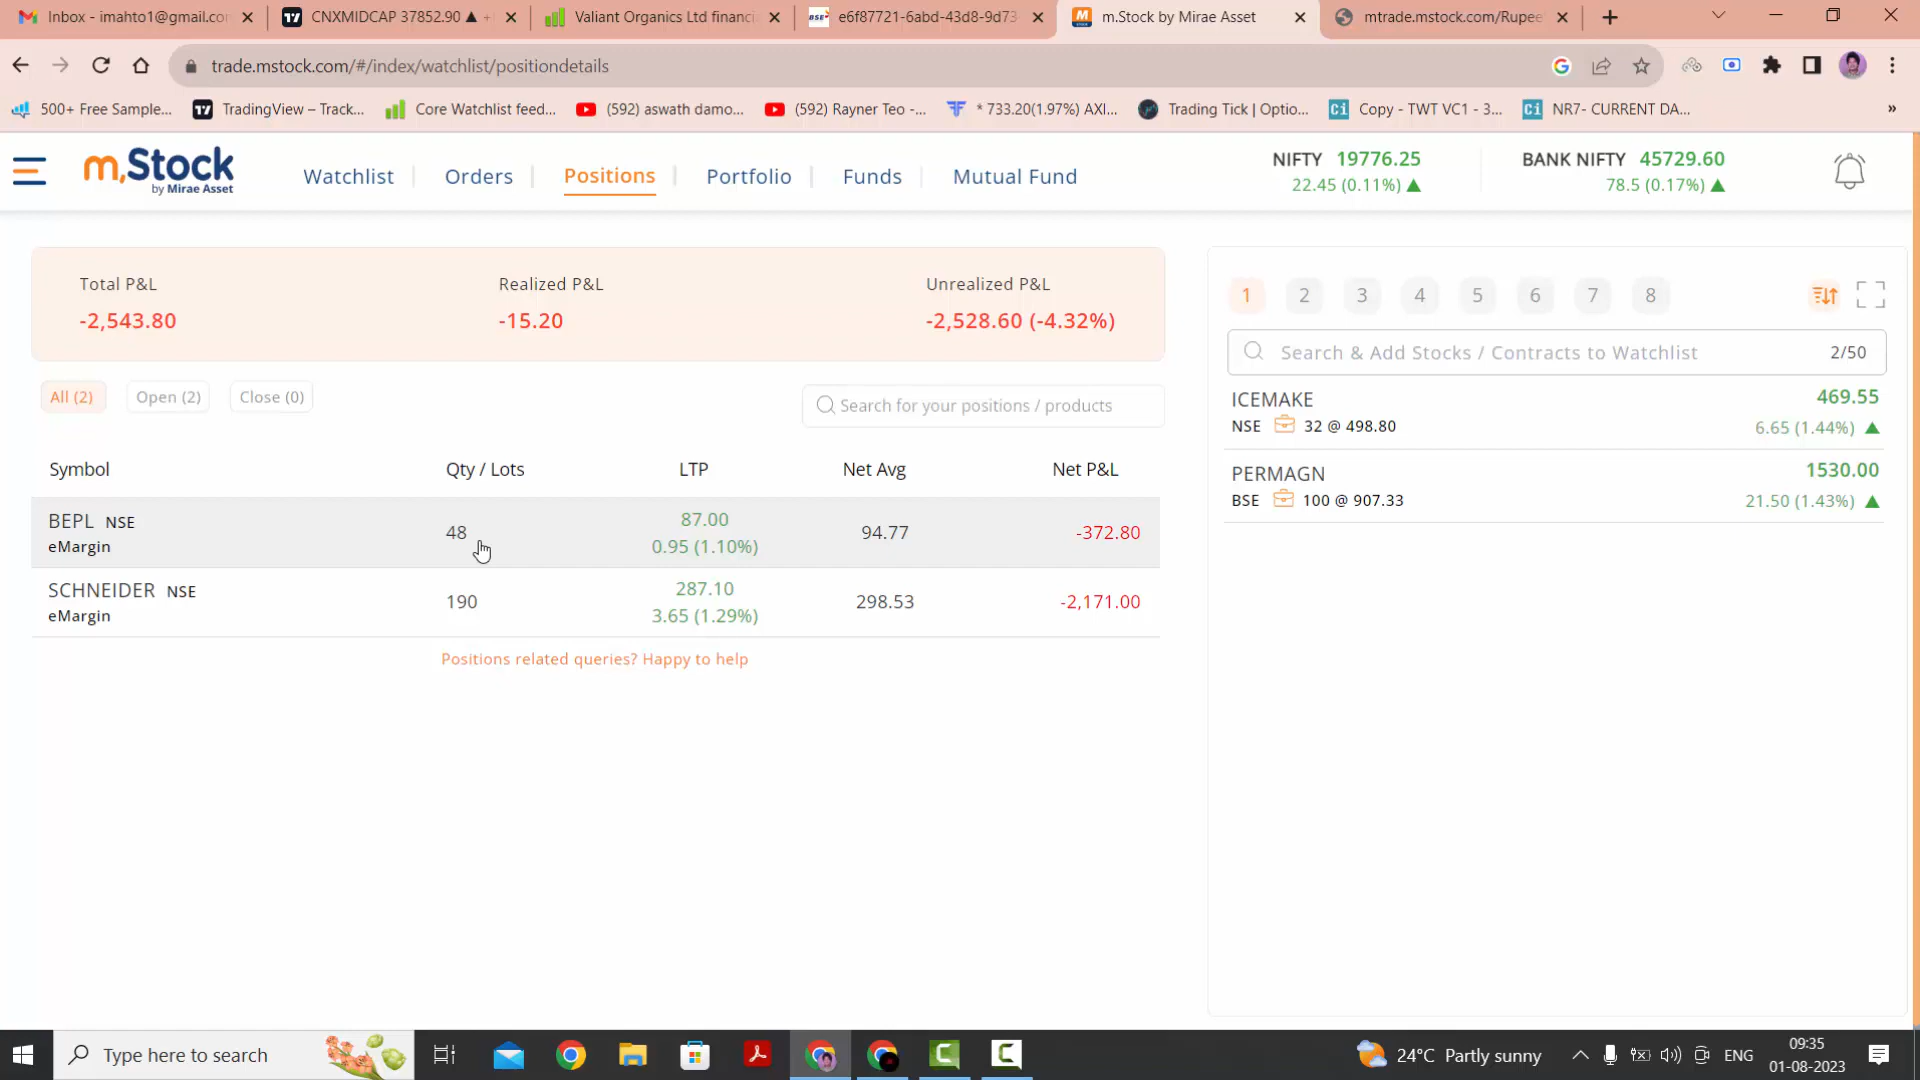 Inbox - imahto1@gmail.co
CNXMIDCAP 37852.90 ▲ +
Valiant Organics Ltd financi
e6f87721-6abd-43d8-9d73
m.Stock by Mirae Asset
mtrade.mstock.com/Rupee
trade.mstock.com/#/index/watchlist/positiondetails
500+ Free Sample...
TradingView – Track...
Core Watchlist feed...
(592) aswath damo...
(592) Rayner Teo -...
* 733.20(1.97%) AXI...
Trading Tick | Optio...
Copy - TWT VC1 - 3...
NR7- CURRENT DA...
»
m.Stock
by Mirae Asset
Watchlist
Orders
Positions
Portfolio
Funds
Mutual Fund
NIFTY 19776.25
22.45 (0.11%) ▲
BANK NIFTY 45729.60
78.5 (0.17%) ▲
Total P&L
Realized P&L
Unrealized P&L
-2,543.80
-15.20
-2,528.60 (-4.32%)
All (2)
Open (2)
Close (0)
Search for your positions / products
Symbol
Qty / Lots
LTP
Net Avg
Net P&L
BEPL NSE
eMargin
48
87.00
0.95 (1.10%)
94.77
-372.80
SCHNEIDER NSE
eMargin
190
287.10
3.65 (1.29%)
298.53
-2,171.00
Positions related queries? Happy to help
1 2 3 4 5 6 7 8
Search & Add Stocks / Contracts to Watchlist 2/50
ICEMAKE 469.55
NSE 32 @ 498.80 6.65 (1.44%) ▲
PERMAGN 1530.00
BSE 100 @ 907.33 21.50 (1.43%) ▲
Type here to search
24°C Partly sunny
ENG
09:35
01-08-2023